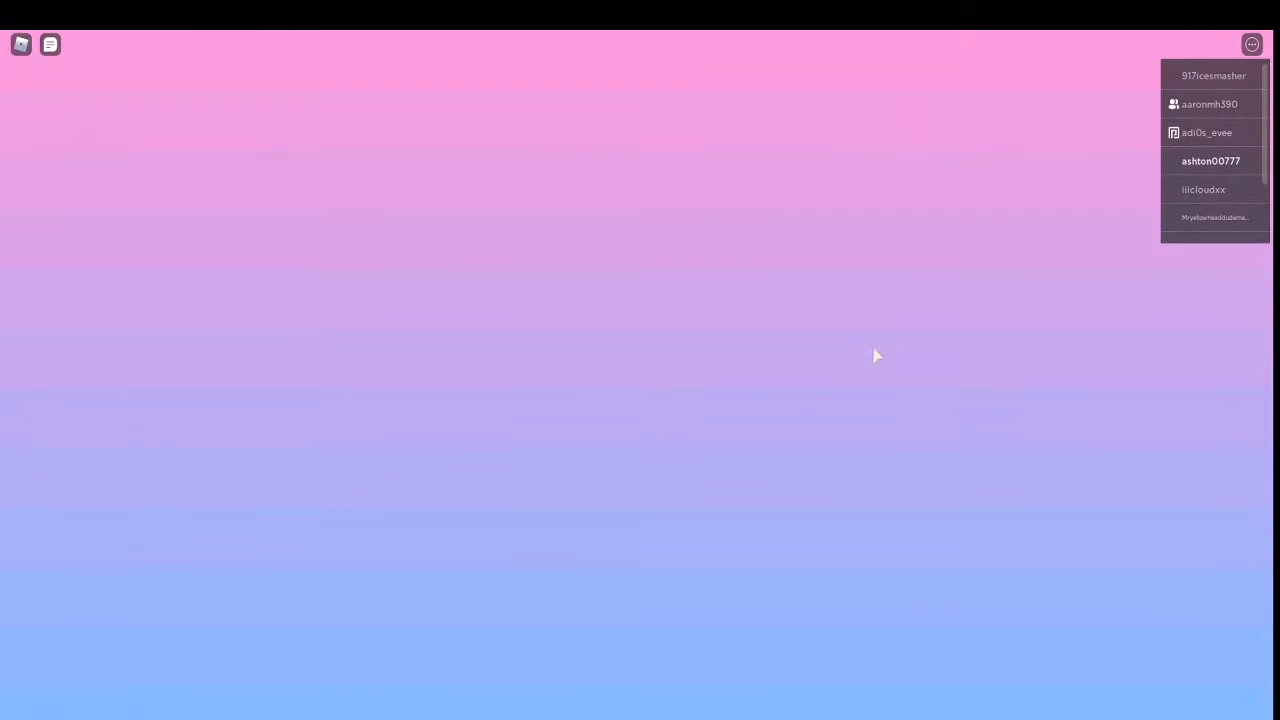 917icesmasher
aaronmh390
adi0s_evee
ashton00777
iiicloudxx